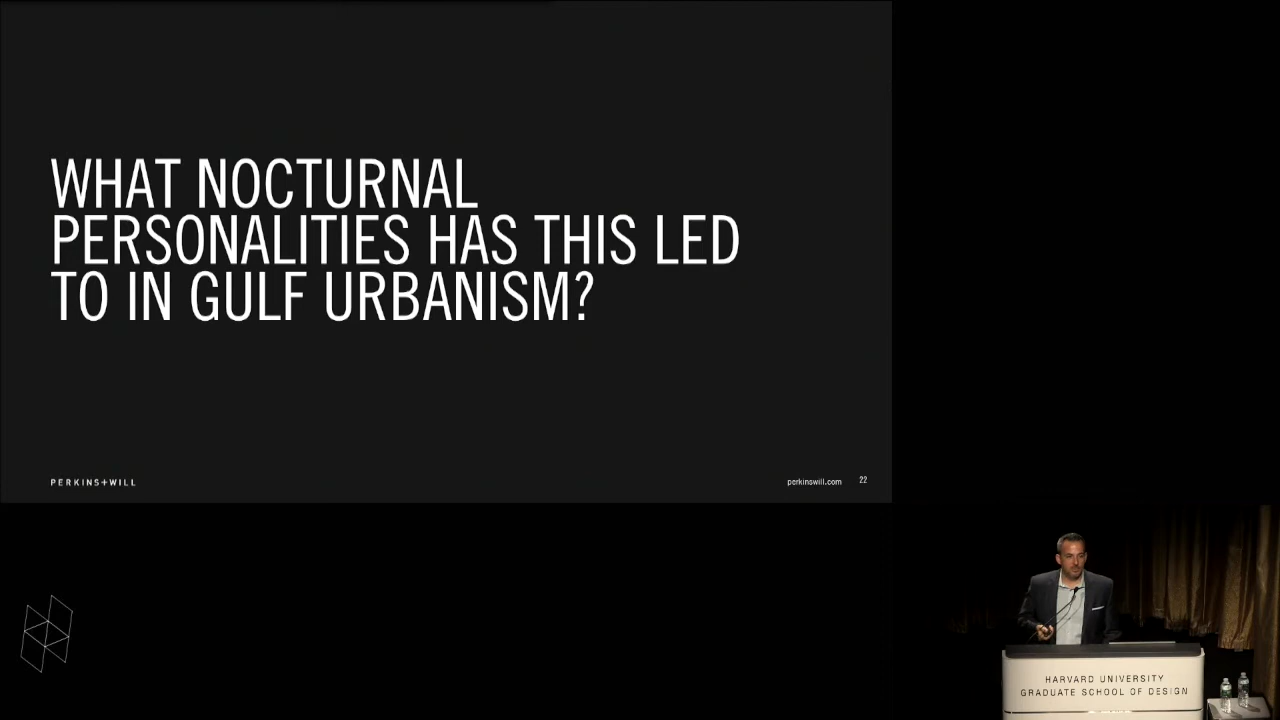 WHAT NOCTURNAL
PERSONALITIES HAS THIS LED
TO IN GULF URBANISM?
PERKINS+WILL
perkinswill.com
22
HARVARD UNIVERSITY
GRADUATE SCHOOL OF DESIGN